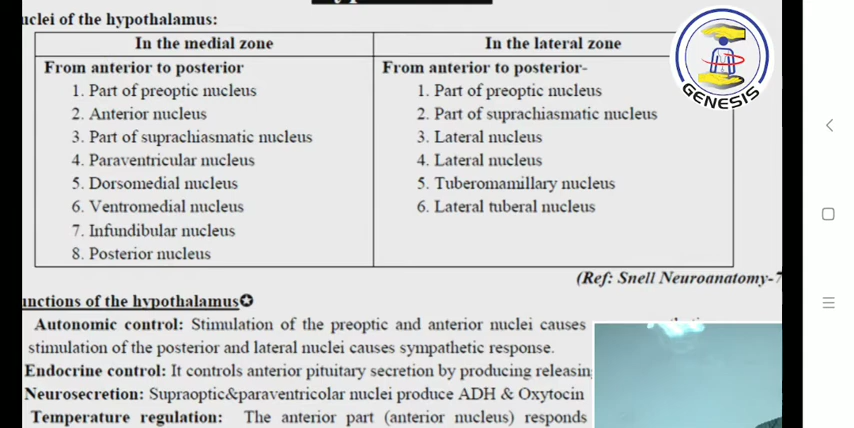 uclei of the hypothalamus:
In the medial zone
In the lateral zone
From anterior to posterior
1. Part of preoptic nucleus
2. Anterior nucleus
3. Part of suprachiasmatic nucleus
4. Paraventricular nucleus
5. Dorsomedial nucleus
6. Ventromedial nucleus
7. Infundibular nucleus
8. Posterior nucleus
From anterior to posterior-
1. Part of preoptic nucleus
2. Part of suprachiasmatic nucleus
3. Lateral nucleus
4. Lateral nucleus
5. Tuberomamillary nucleus
6. Lateral tuberal nucleus
GENESIS
(Ref: Snell Neuroanatomy-7
unctions of the hypothalamus✪
Autonomic control: Stimulation of the preoptic and anterior nuclei causes
stimulation of the posterior and lateral nuclei causes sympathetic response.
Endocrine control: It controls anterior pituitary secretion by producing releasin
Neurosecretion: Supraoptic&paraventricolar nuclei produce ADH & Oxytocin
Temperature regulation: The anterior part (anterior nucleus) responds